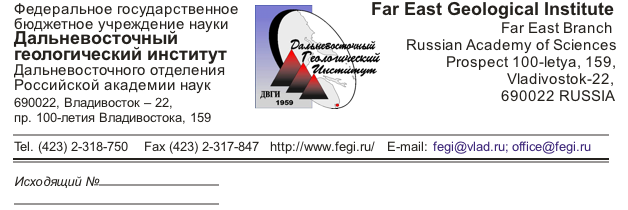 Федеральное государственное
бюджетное учреждение науки
Дальневосточный
геологический институт
Дальневосточного отделения
Российской академии наук
690022, Владивосток – 22,
пр. 100-летия Владивостока, 159
Дальневосточный
Геологический
Институт
ДВГИ
1959
Far East Geological Institute
Far East Branch
Russian Academy of Sciences
Prospect 100-letya, 159,
Vladivostok-22,
690022 RUSSIA
Tel. (423) 2-318-750 Fax (423) 2-317-847 http://www.fegi.ru/ E-mail: fegi@vlad.ru; office@fegi.ru
Исходящий №